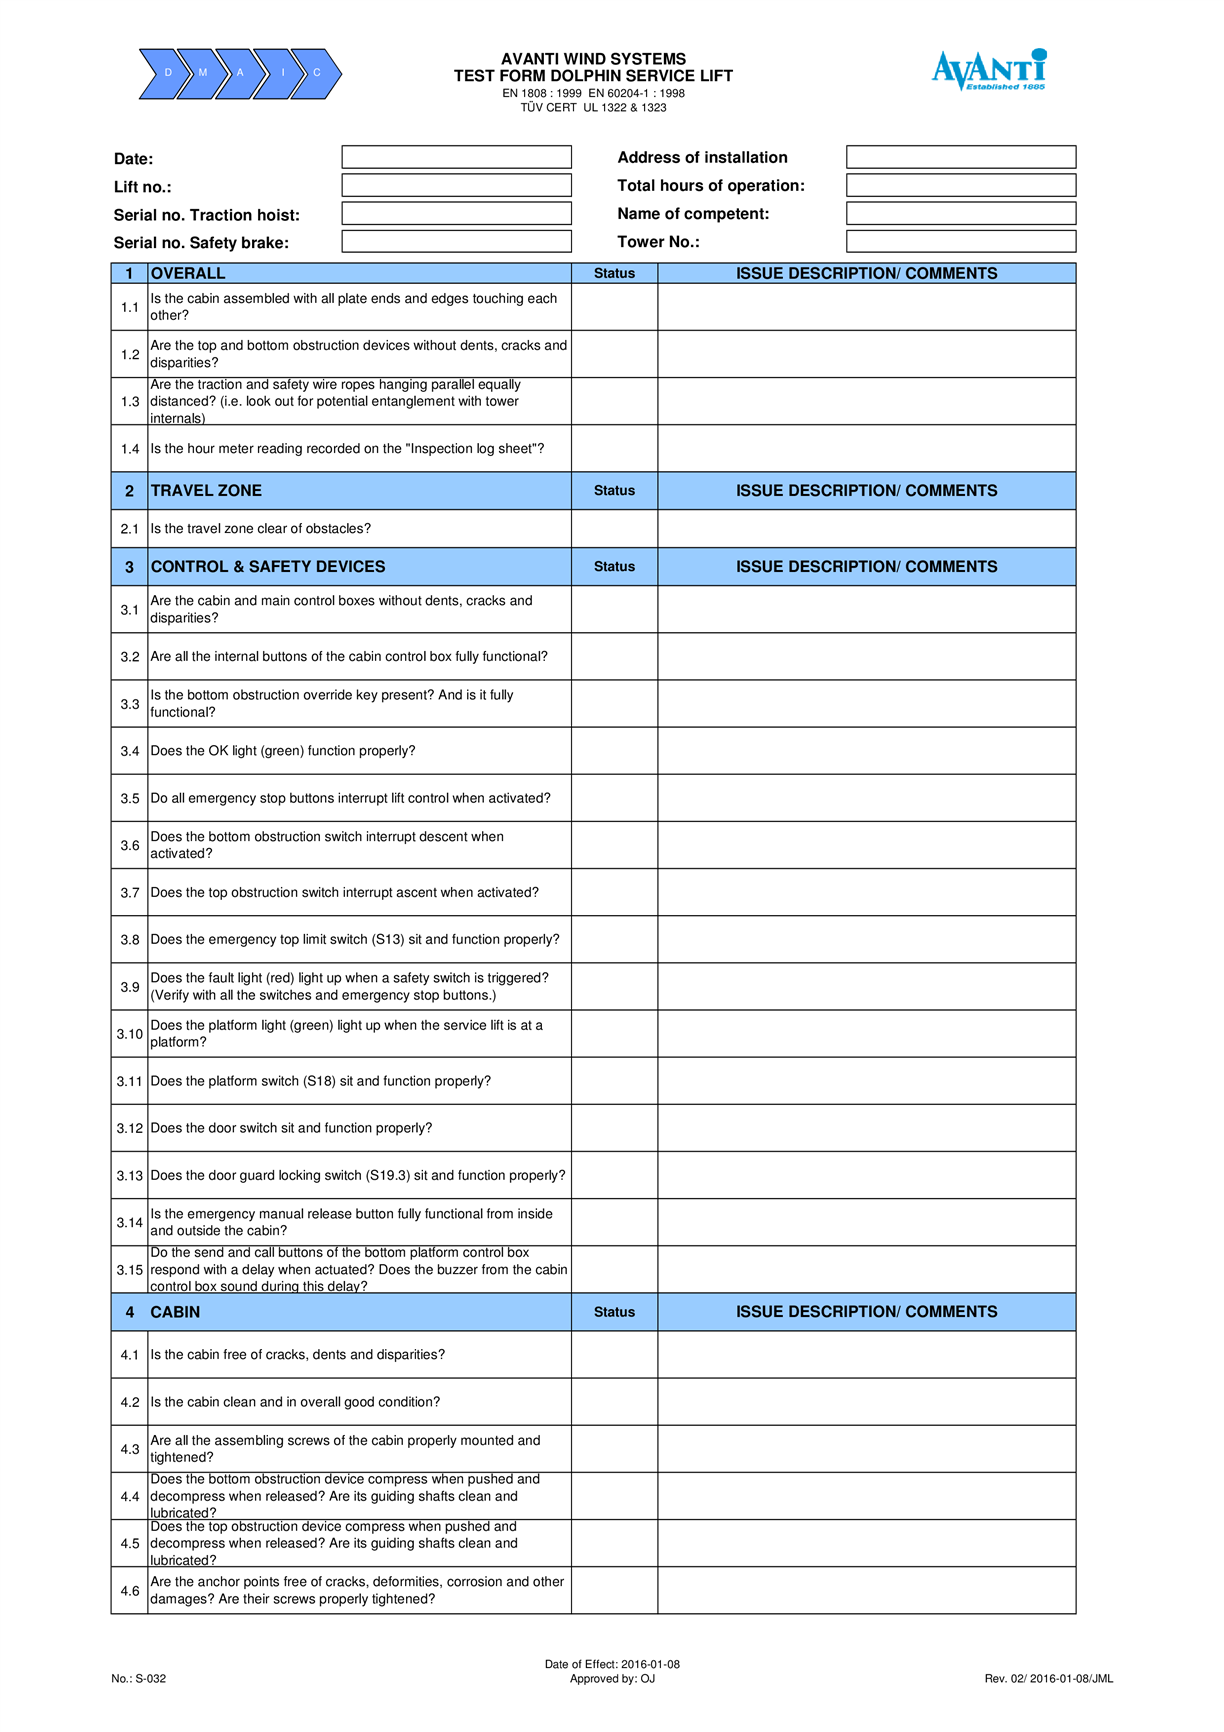 D M A I C
AVANTI WIND SYSTEMS
TEST FORM DOLPHIN SERVICE LIFT
EN 1808 : 1999 EN 60204-1 : 1998
TÜV CERT UL 1322 & 1323
AVANTI
Established 1885
Date:
Address of installation
Lift no.:
Total hours of operation:
Serial no. Traction hoist:
Name of competent:
Serial no. Safety brake:
Tower No.:
1 OVERALL Status ISSUE DESCRIPTION/ COMMENTS
1.1 Is the cabin assembled with all plate ends and edges touching each
other?
1.2 Are the top and bottom obstruction devices without dents, cracks and
disparities?
1.3 Are the traction and safety wire ropes hanging parallel equally
distanced? (i.e. look out for potential entanglement with tower
internals)
1.4 Is the hour meter reading recorded on the "Inspection log sheet"?
2 TRAVEL ZONE Status ISSUE DESCRIPTION/ COMMENTS
2.1 Is the travel zone clear of obstacles?
3 CONTROL & SAFETY DEVICES Status ISSUE DESCRIPTION/ COMMENTS
3.1 Are the cabin and main control boxes without dents, cracks and
disparities?
3.2 Are all the internal buttons of the cabin control box fully functional?
3.3 Is the bottom obstruction override key present? And is it fully
functional?
3.4 Does the OK light (green) function properly?
3.5 Do all emergency stop buttons interrupt lift control when activated?
3.6 Does the bottom obstruction switch interrupt descent when
activated?
3.7 Does the top obstruction switch interrupt ascent when activated?
3.8 Does the emergency top limit switch (S13) sit and function properly?
3.9 Does the fault light (red) light up when a safety switch is triggered?
(Verify with all the switches and emergency stop buttons.)
3.10 Does the platform light (green) light up when the service lift is at a
platform?
3.11 Does the platform switch (S18) sit and function properly?
3.12 Does the door switch sit and function properly?
3.13 Does the door guard locking switch (S19.3) sit and function properly?
3.14 Is the emergency manual release button fully functional from inside
and outside the cabin?
3.15 Do the send and call buttons of the bottom platform control box
respond with a delay when actuated? Does the buzzer from the cabin
control box sound during this delay?
4 CABIN Status ISSUE DESCRIPTION/ COMMENTS
4.1 Is the cabin free of cracks, dents and disparities?
4.2 Is the cabin clean and in overall good condition?
4.3 Are all the assembling screws of the cabin properly mounted and
tightened?
4.4 Does the bottom obstruction device compress when pushed and
decompress when released? Are its guiding shafts clean and
lubricated?
4.5 Does the top obstruction device compress when pushed and
decompress when released? Are its guiding shafts clean and
lubricated?
4.6 Are the anchor points free of cracks, deformities, corrosion and other
damages? Are their screws properly tightened?
Date of Effect: 2016-01-08
No.: S-032 Approved by: OJ Rev. 02/ 2016-01-08/JML